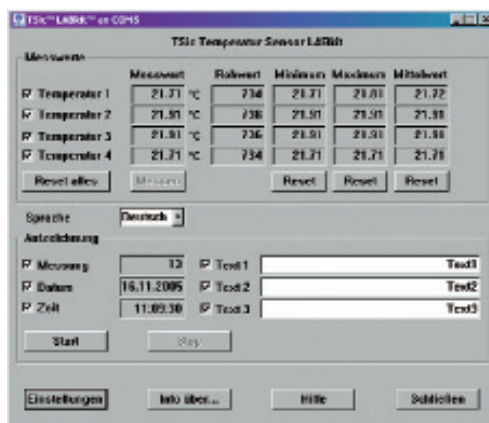 TSic™ LABkit™ on COM5
TSic Temperatur Sensor LABkit
Messwerte
Messwert Rohwert Minimum Maximum Mittelwert
Temperatur 1 21.71 °C 734 21.71 21.81 21.72
Temperatur 2 21.91 °C 736 21.91 21.91 21.91
Temperatur 3 21.91 °C 736 21.91 21.91 21.91
Temperatur 4 21.71 °C 734 21.71 21.71 21.71
Reset alles Messen Reset Reset Reset
Sprache Deutsch
Aufzeichnung
Messung 13 Text 1 Text1
Datum 16.11.2005 Text 2 Text2
Zeit 11:09:30 Text 3 Text3
Start Stop
Einstellungen Info über... Hilfe Schließen